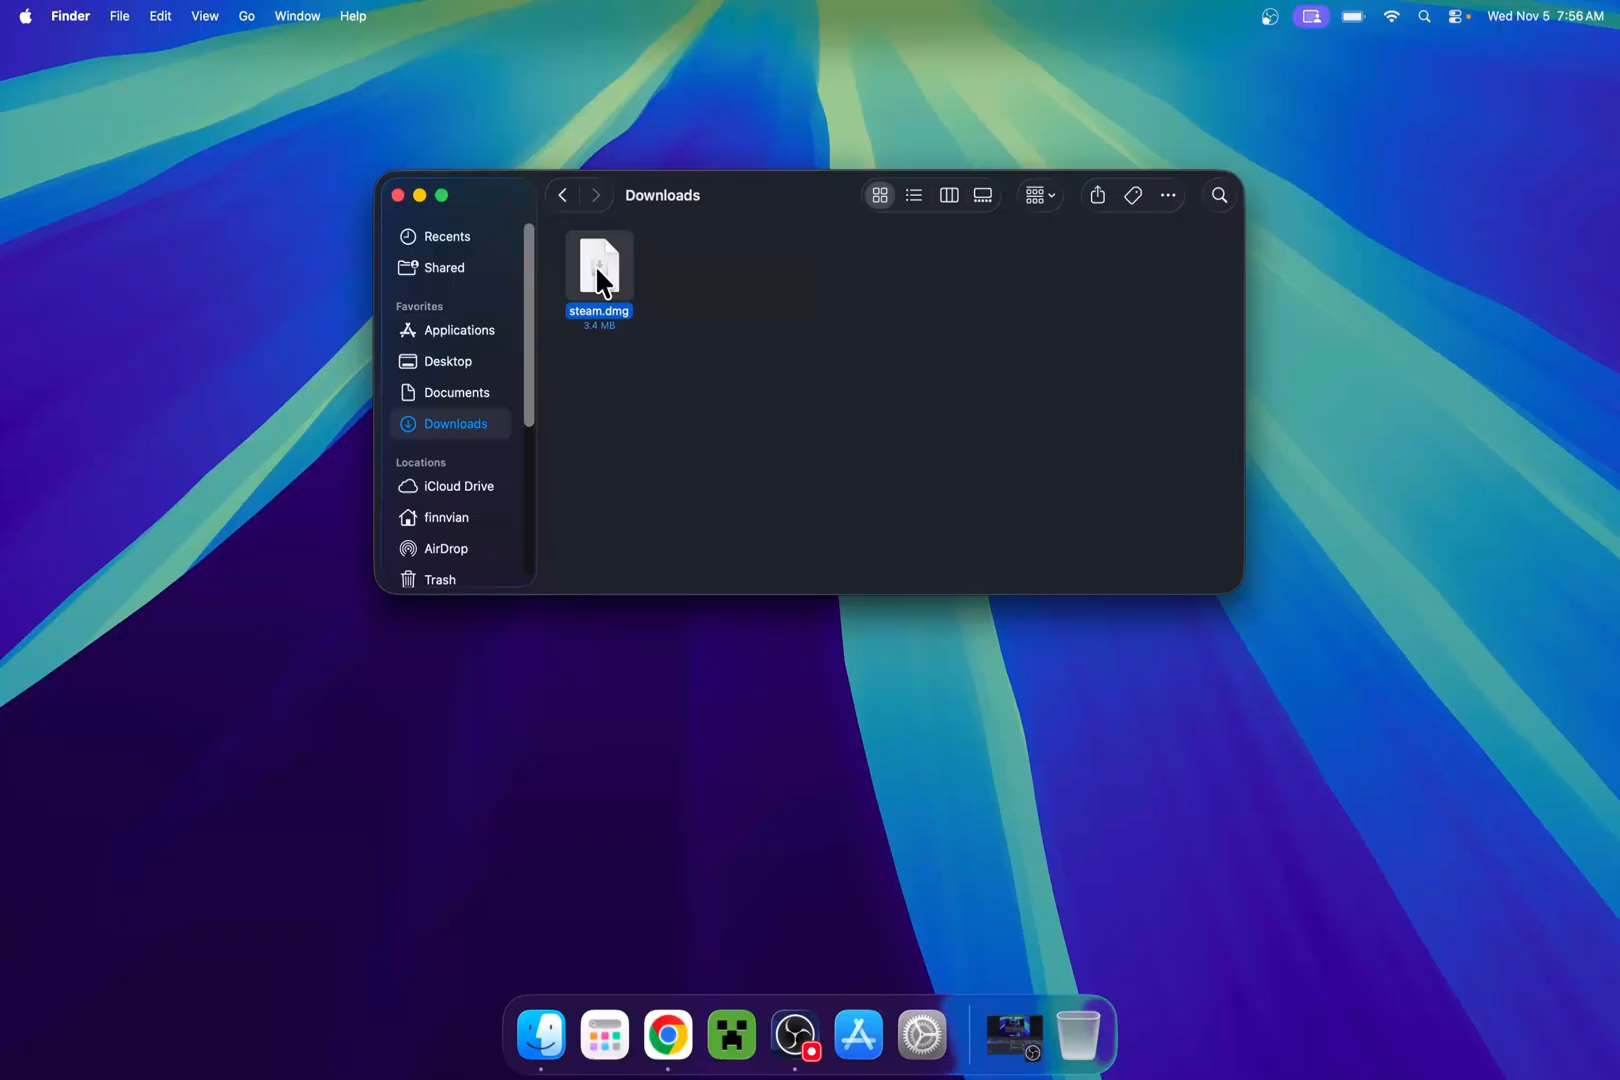 Finder File Edit View Go Window Help
Wed Nov 5 7:56 AM
Downloads
Recents
Shared
Favorites
Applications
Desktop
Documents
Downloads
Locations
iCloud Drive
finnvian
AirDrop
Trash
steam.dmg
3.4 MB